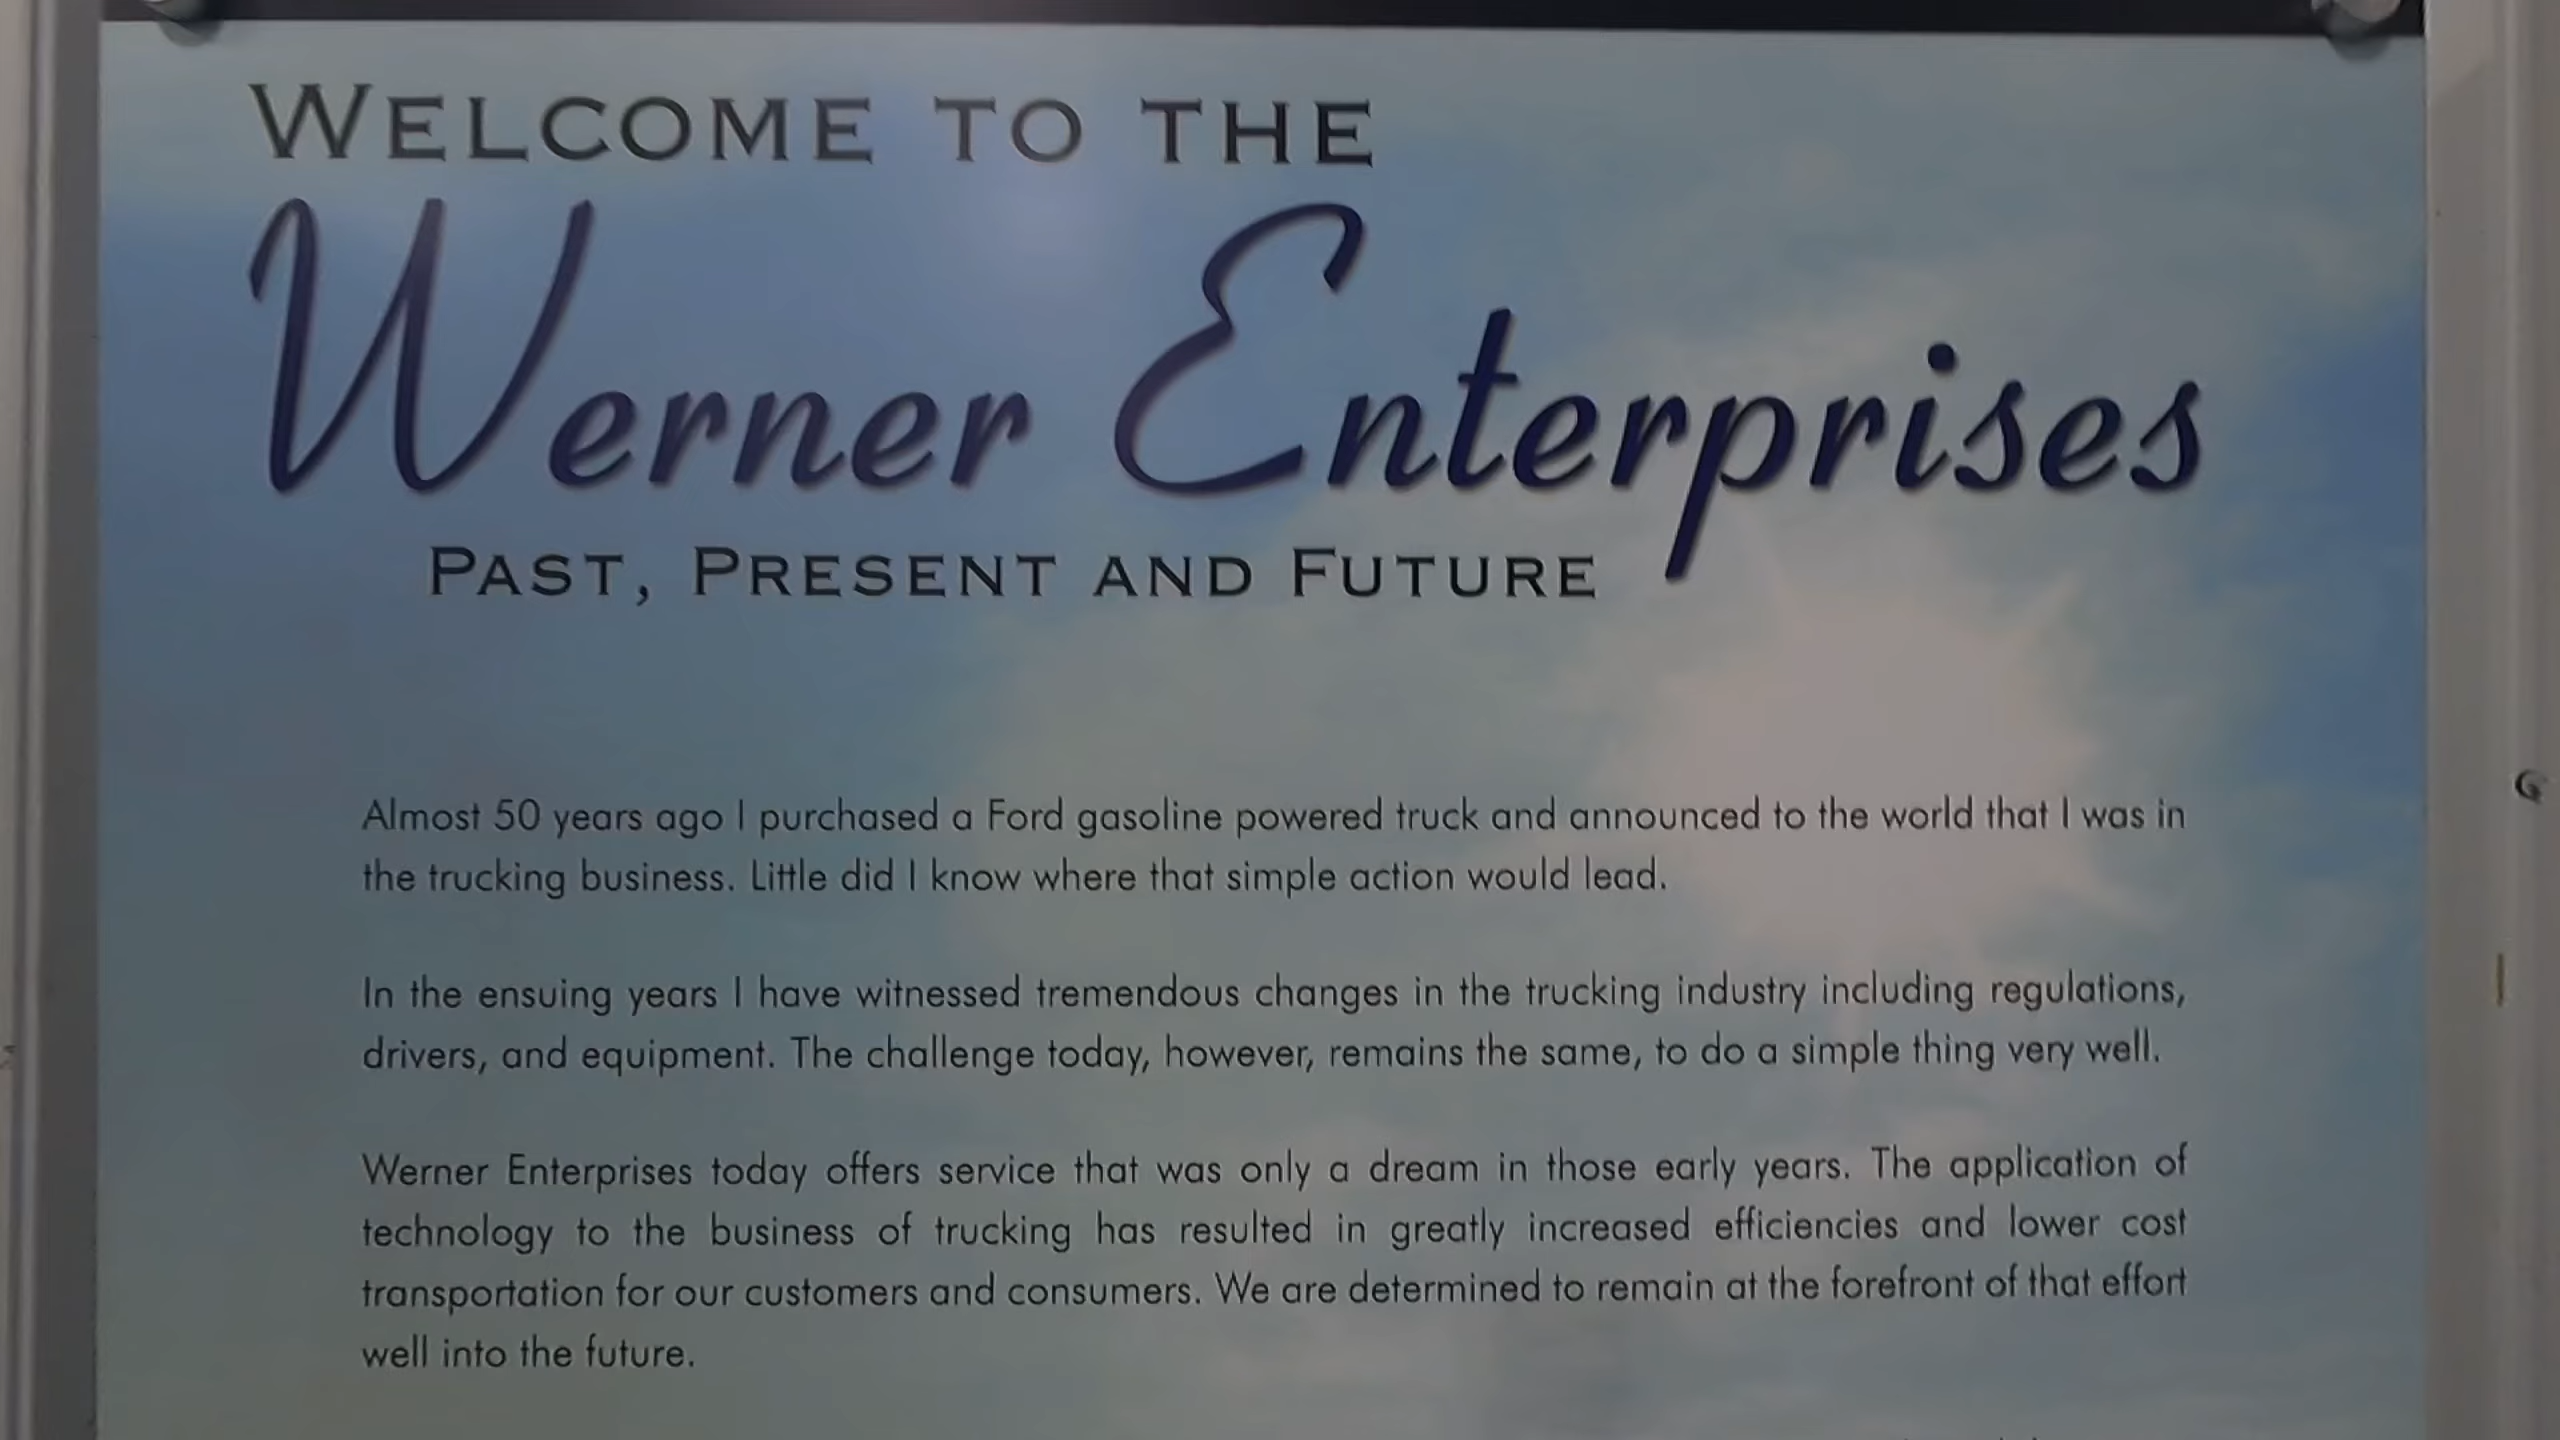 WELCOME TO THE
Werner Enterprises
PAST, PRESENT AND FUTURE
Almost 50 years ago I purchased a Ford gasoline powered truck and announced to the world that I was in
the trucking business. Little did I know where that simple action would lead.
In the ensuing years I have witnessed tremendous changes in the trucking industry including regulations,
drivers, and equipment. The challenge today, however, remains the same, to do a simple thing very well.
Werner Enterprises today offers service that was only a dream in those early years. The application of
technology to the business of trucking has resulted in greatly increased efficiencies and lower cost
transportation for our customers and consumers. We are determined to remain at the forefront of that effort
well into the future.